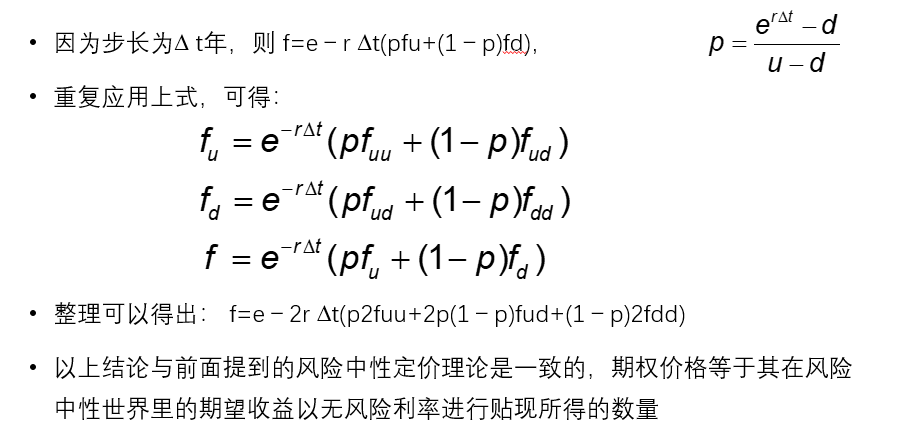 • 因为步长为Δ t年，则 f=e－r Δt(pfu+(1－p)fd),
p = (e^{rΔt} − d) / (u − d)
• 重复应用上式，可得：
f_u = e^{−rΔt}(pf_{uu} + (1− p)f_{ud})
f_d = e^{−rΔt}(pf_{ud} + (1− p)f_{dd})
f = e^{−rΔt}(pf_u + (1− p)f_d)
• 整理可以得出： f=e－2r Δt(p2fuu+2p(1－p)fud+(1－p)2fdd)
• 以上结论与前面提到的风险中性定价理论是一致的，期权价格等于其在风险
中性世界里的期望收益以无风险利率进行贴现所得的数量